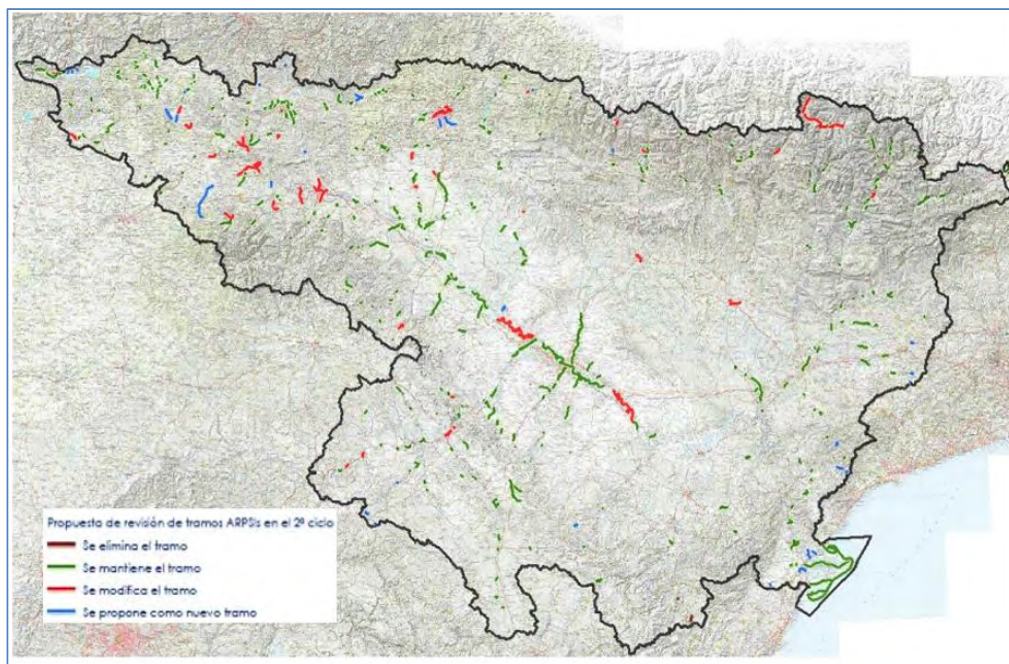 Propuesta de revisión de tramos ARPSIs en el 2º ciclo
Se elimina el tramo
Se mantiene el tramo
Se modifica el tramo
Se propone como nuevo tramo